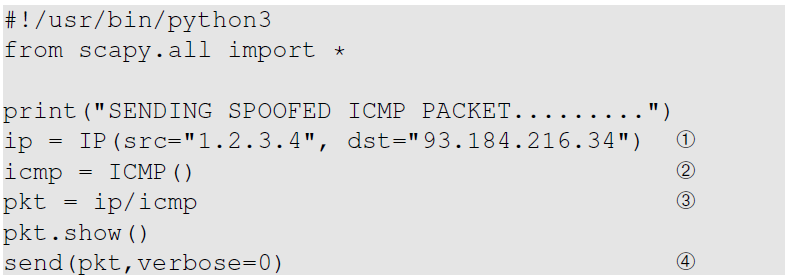 #!/usr/bin/python3
from scapy.all import *
print("SENDING SPOOFED ICMP PACKET.........")
ip = IP(src="1.2.3.4", dst="93.184.216.34") ①
icmp = ICMP() ②
pkt = ip/icmp ③
pkt.show()
send(pkt,verbose=0) ④